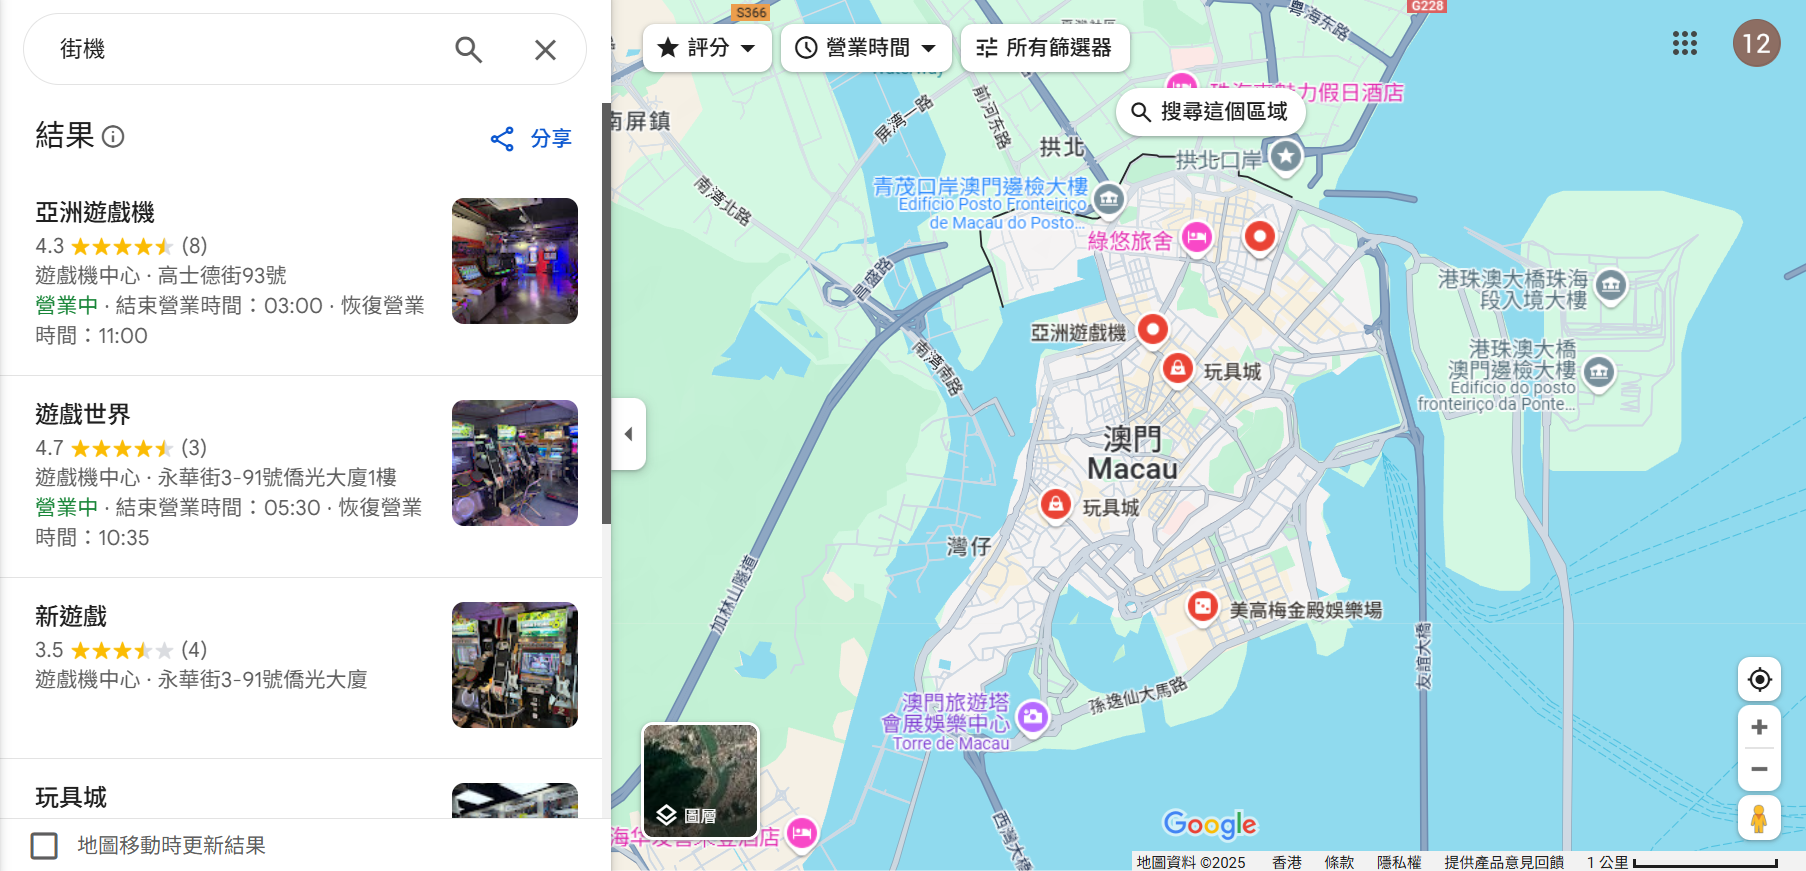 街機
結果
分享
亞洲遊戲機
4.3 (8)
遊戲機中心 · 高士德街93號
營業中 · 結束營業時間：03:00 · 恢復營業
時間：11:00
遊戲世界
4.7 (3)
遊戲機中心 · 永華街3-91號僑光大廈1樓
營業中 · 結束營業時間：05:30 · 恢復營業
時間：10:35
新遊戲
3.5 (4)
遊戲機中心 · 永華街3-91號僑光大廈
玩具城
地圖移動時更新結果
S366
G228
評分
營業時間
所有篩選器
12
搜尋這個區域
粤海东路
南屏鎮
屏湾一路
前河东路
拱北
拱北口岸
南湾北路
青茂口岸澳門邊檢大樓
Edifício Posto Fronteiriço
de Macau do Posto...
綠悠旅舍
昌盛路
港珠澳大橋珠海
段入境大樓
亞洲遊戲機
玩具城
南湾南路
港珠澳大橋
澳門邊檢大樓
Edifício do posto
fronteiriço da Ponte...
澳門
Macau
玩具城
灣仔
加林山隧道
美高梅金殿娛樂場
友誼大橋
孫逸仙大馬路
澳門旅遊塔
會展娛樂中心
Torre de Macau
圖層
西灣大橋
Google
地圖資料 ©2025 香港 條款 隱私權 提供產品意見回饋 1 公里